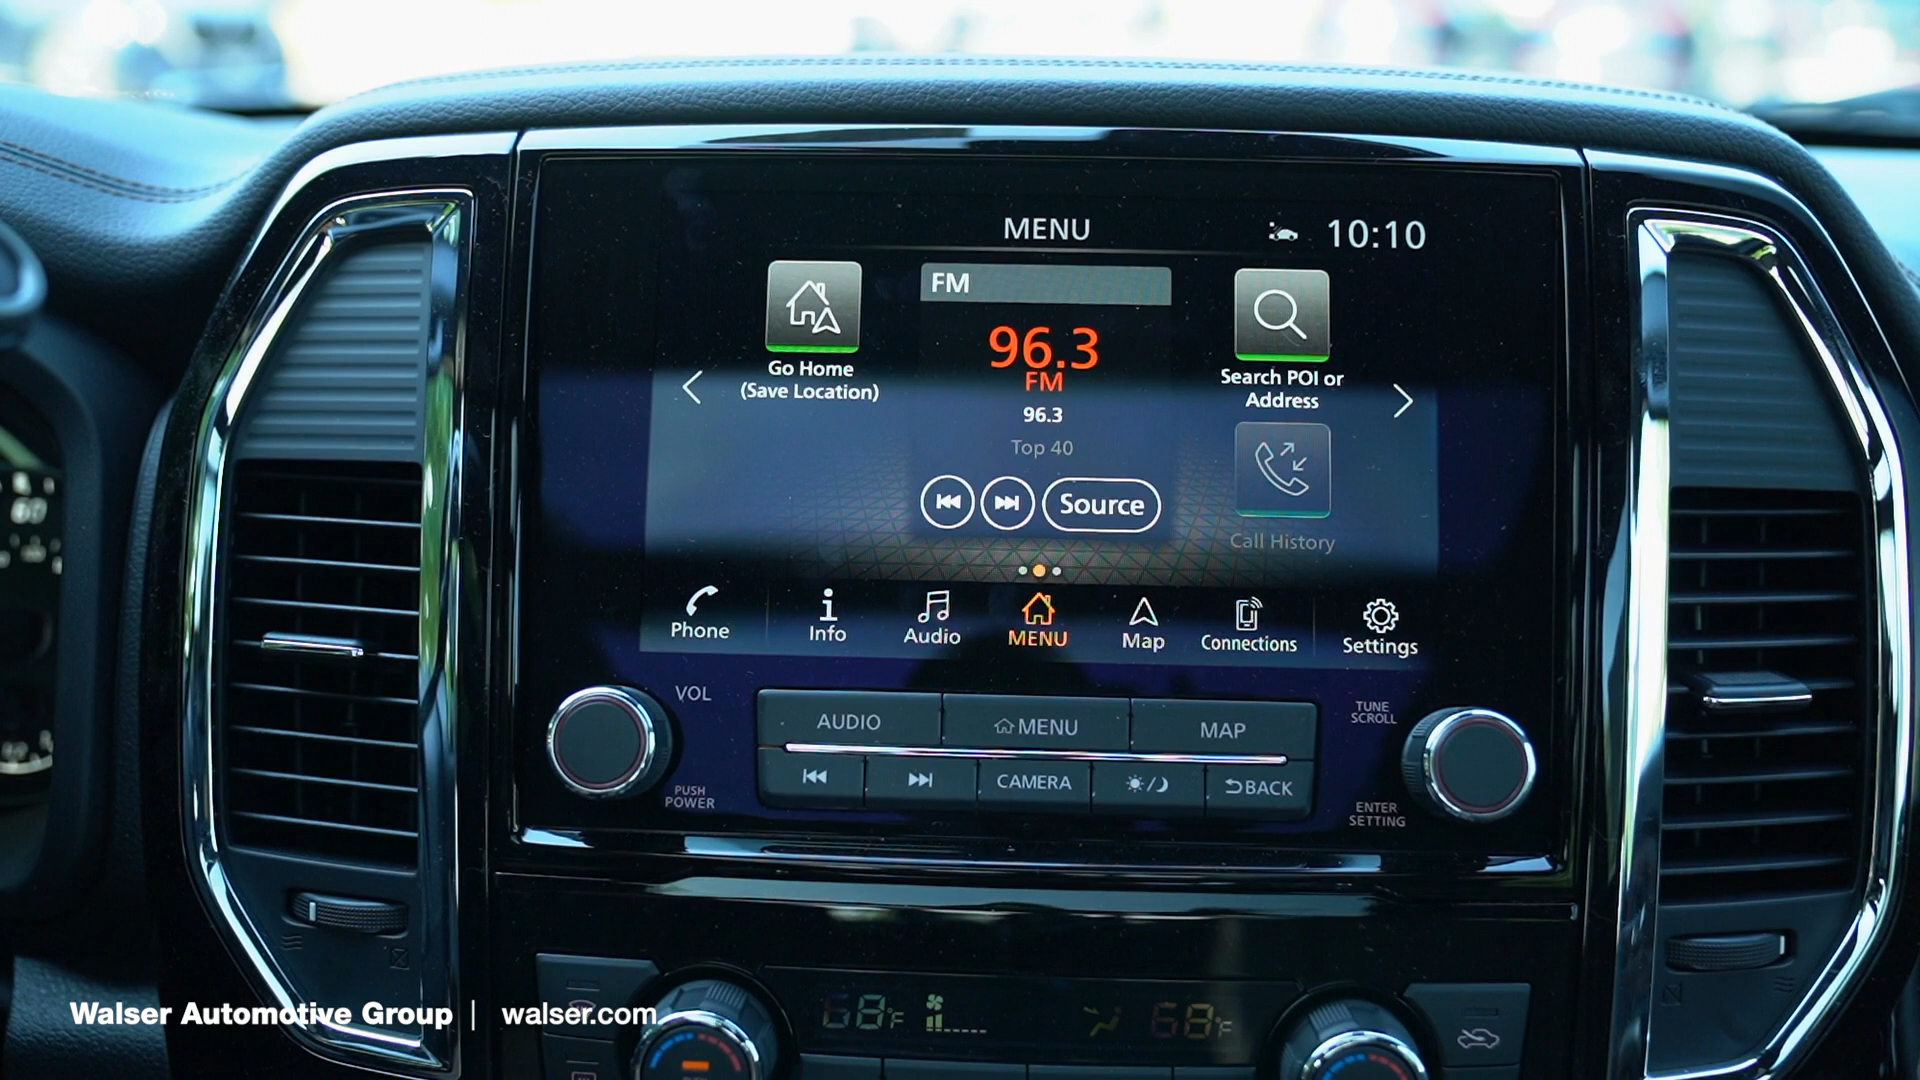 MENU
10:10
FM
96.3
FM
96.3
Top 40
Source
Go Home
(Save Location)
Search POI or
Address
Call History
Phone
Info
Audio
MENU
Map
Connections
Settings
VOL
PUSH
POWER
AUDIO
MENU
MAP
CAMERA
BACK
TUNE
SCROLL
ENTER
SETTING
68°F
68°F
Walser Automotive Group | walser.com